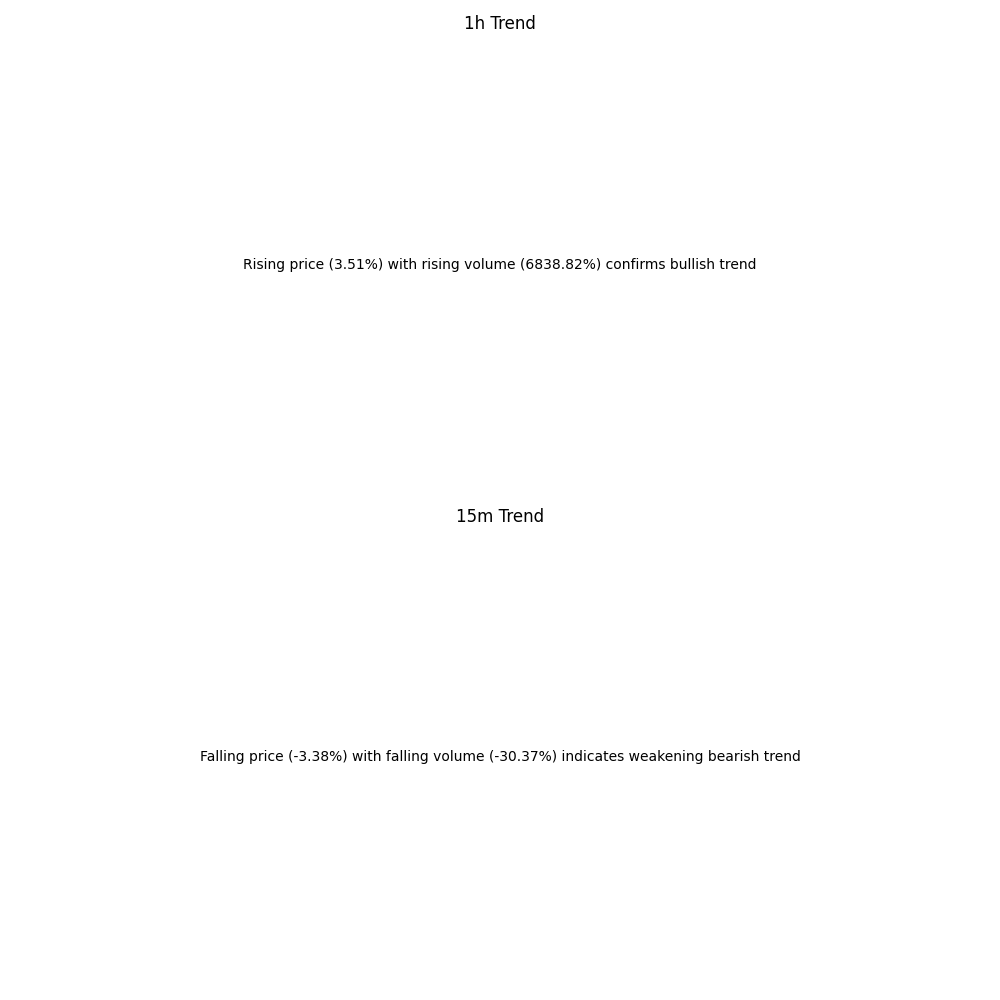 1h Trend
Rising price (3.51%) with rising volume (6838.82%) confirms bullish trend
15m Trend
Falling price (-3.38%) with falling volume (-30.37%) indicates weakening bearish trend